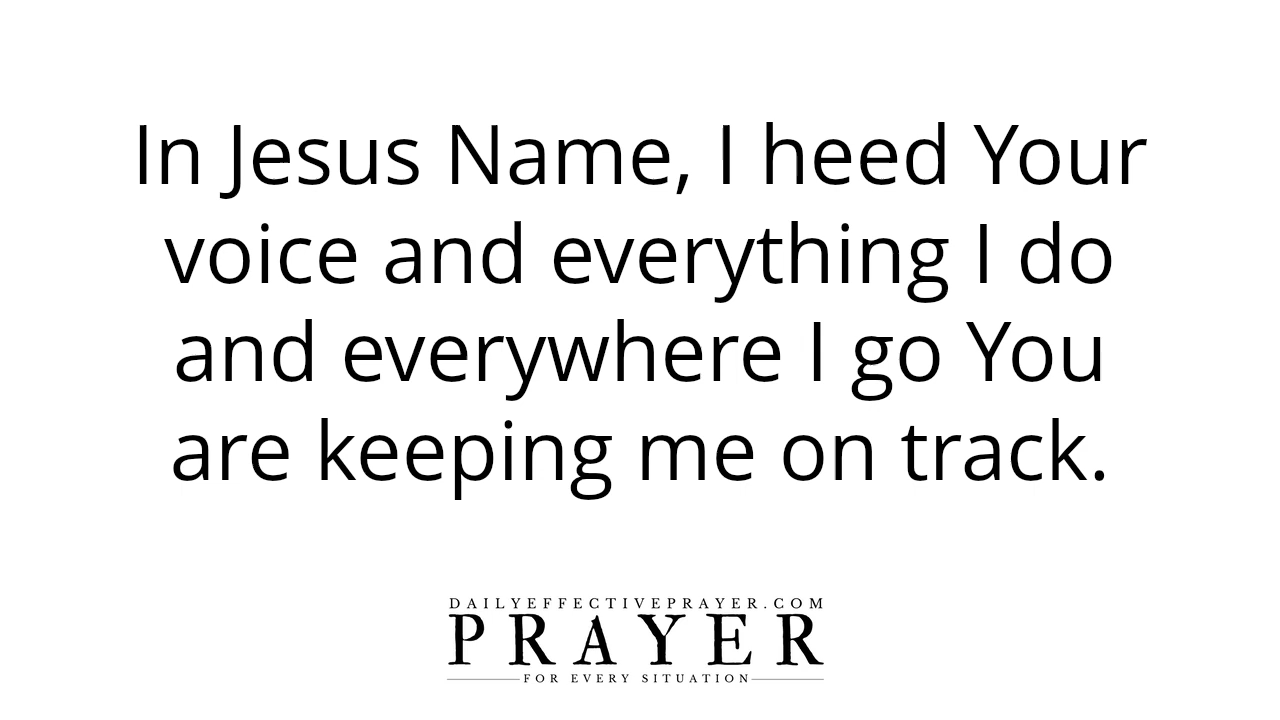 In Jesus Name, I heed Your
voice and everything I do
and everywhere I go You
are keeping me on track.
DAILYEFFECTIVEPRAYER.COM
PRAYER
FOR EVERY SITUATION